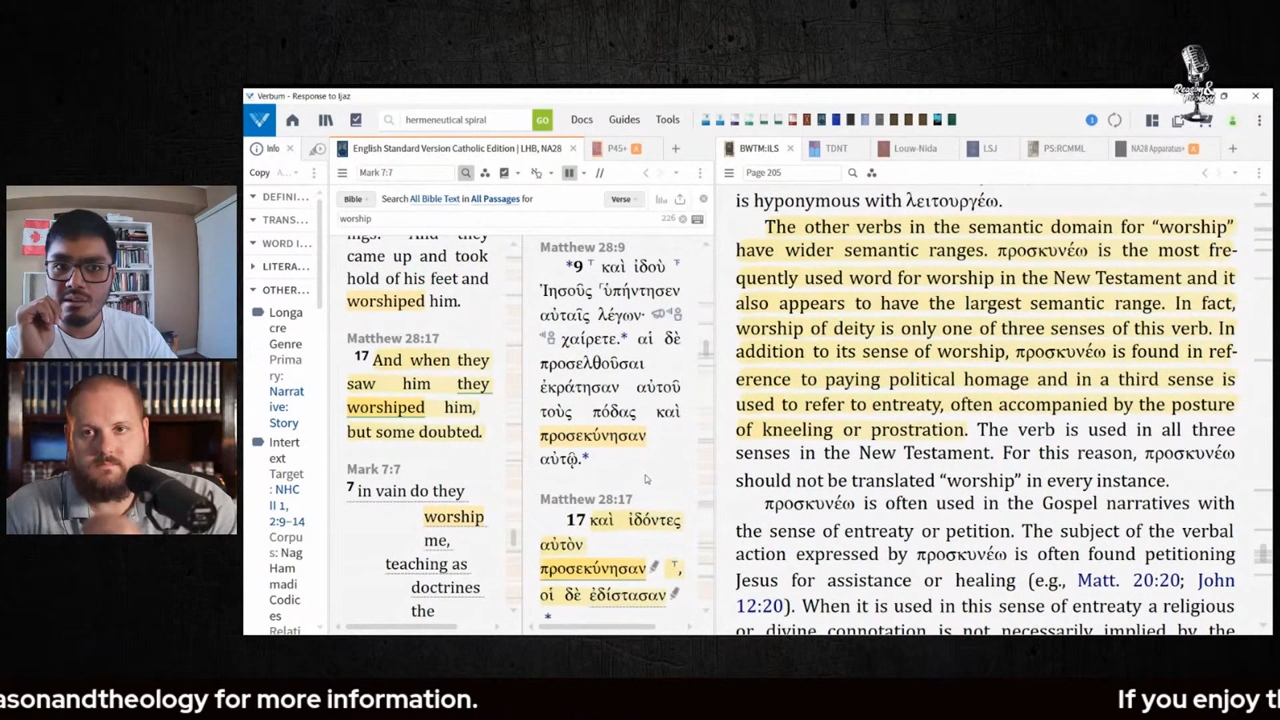 Reason &
Theology
Verbum - Response to Ijaz
hermeneutical spiral
GO
Docs
Guides
Tools
1
Info
English Standard Version Catholic Edition | LHB, NA28
P45+
A
BWTM:ILS
TDNT
Louw-Nida
LSJ
PS:RCMML
NA28 Apparatus+
A
Copy
Mark 7:7
//
Page 205
DEFINI...
TRANS...
WORD I...
LITERA...
OTHER...
Longa
cre
Genre
Prima
ry:
Narrat
ive:
Story
Intert
ext
Target
: NHC
II 1,
2:9–14
Corpu
s: Nag
Ham
madi
Codic
es
Relati
Bible
Search All Bible Text in All Passages for
Verse
worship
226
ings." And they
came up and took
hold of his feet and
worshiped him.
Matthew 28:17
17 And when they
saw him they
worshiped him,
but some doubted.
Mark 7:7
7 in vain do they
worship
me,
teaching as
doctrines
the
Matthew 28:9
*9 ⸆ καὶ ἰδοὺ ⸆
Ἰησοῦς ⸀ὑπήντησεν
αὐταῖς λέγων·
χαίρετε.* αἱ δὲ
προσελθοῦσαι
ἐκράτησαν αὐτοῦ
τοὺς πόδας καὶ
προσεκύνησαν
αὐτῷ.*
Matthew 28:17
17 καὶ ἰδόντες
αὐτὸν
προσεκύνησαν ⸆,
οἱ δὲ ἐδίστασαν
*
is hyponymous with λειτουργέω.
The other verbs in the semantic domain for “worship”
have wider semantic ranges. προσκυνέω is the most fre-
quently used word for worship in the New Testament and it
also appears to have the largest semantic range. In fact,
worship of deity is only one of three senses of this verb. In
addition to its sense of worship, προσκυνέω is found in ref-
erence to paying political homage and in a third sense is
used to refer to entreaty, often accompanied by the posture
of kneeling or prostration. The verb is used in all three
senses in the New Testament. For this reason, προσκυνέω
should not be translated “worship” in every instance.
προσκυνέω is often used in the Gospel narratives with
the sense of entreaty or petition. The subject of the verbal
action expressed by προσκυνέω is often found petitioning
Jesus for assistance or healing (e.g., Matt. 20:20; John
12:20). When it is used in this sense of entreaty a religious
or divine connotation is not necessarily implied by the
easonandtheology for more information.
If you enjoy th